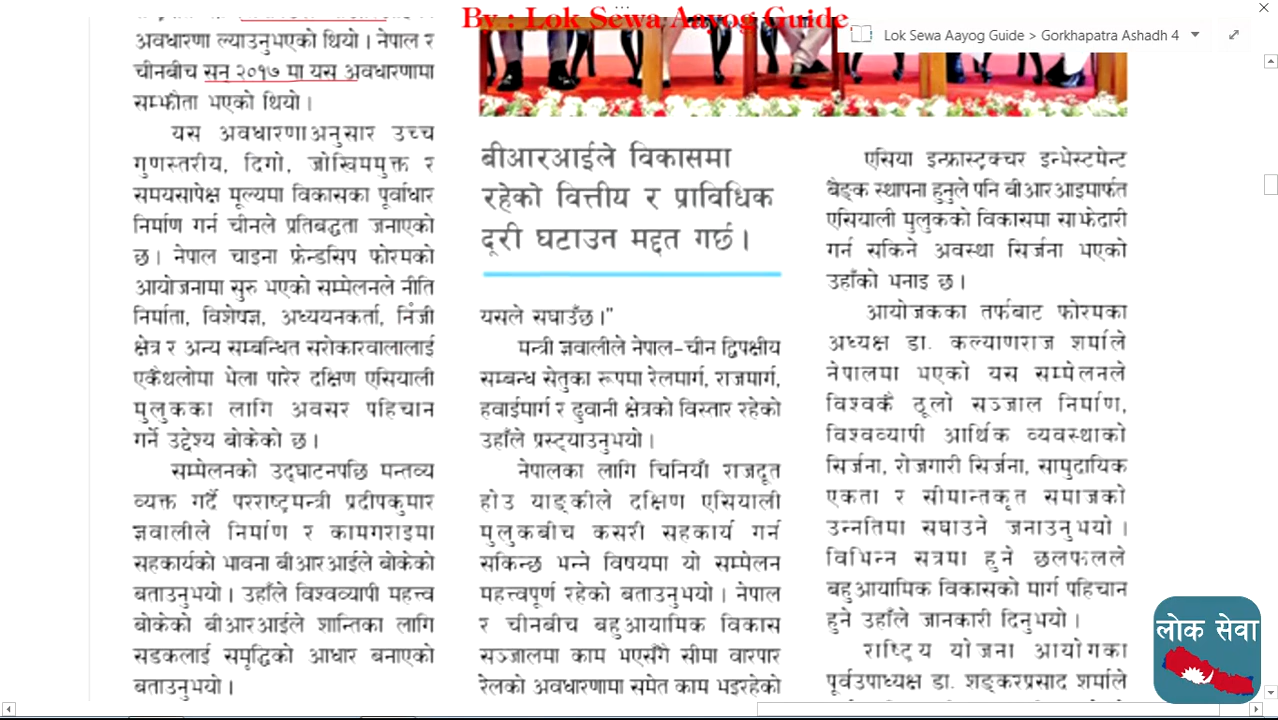 By : Lok Sewa Aayog Guide
Lok Sewa Aayog Guide > Gorkhapatra Ashadh 4
अवधारणा ल्याउनुभएको थियो । नेपाल र
चीनबीच सन् २०१७ मा यस अवधारणामा
सम्झौता भएको थियो ।
यस अवधारणाअनुसार उच्च
गुणस्तरीय, दिगो, जोखिममुक्त र
समयसापेक्ष मूल्यमा विकासका पूर्वाधार
निर्माण गर्न चीनले प्रतिबद्धता जनाएको
छ । नेपाल चाइना फ्रेन्डसिप फोरमको
आयोजनामा सुरु भएको सम्मेलनले नीति
निर्माता, विशेषज्ञ, अध्ययनकर्ता, निजी
क्षेत्र र अन्य सम्बन्धित सरोकारवालालाई
एकैथलोमा भेला पारेर दक्षिण एसियाली
मुलुकका लागि अवसर पहिचान
गर्ने उद्देश्य बोकेको छ ।
सम्मेलनको उद्घाटनपछि मन्तव्य
व्यक्त गर्दै परराष्ट्रमन्त्री प्रदीपकुमार
ज्ञवालीले निर्माण र कामगराइमा
सहकार्यको भावना बीआरआईले बोकेको
बताउनुभयो । उहाँले विश्वव्यापी महत्त्व
बोकेको बीआरआईले शान्तिका लागि
सडकलाई समृद्धिको आधार बनाएको
बताउनुभयो ।
बीआरआईले विकासमा
रहेको वित्तीय र प्राविधिक
दूरी घटाउन मद्दत गर्छ ।
यसले सघाउँछ ।”
मन्त्री ज्ञवालीले नेपाल-चीन द्विपक्षीय
सम्बन्ध सेतुका रूपमा रेलमार्ग, राजमार्ग,
हवाईमार्ग र ढुवानी क्षेत्रको विस्तार रहेको
उहाँले प्रस्ट्याउनुभयो ।
नेपालका लागि चिनियाँ राजदूत
होउ याङ्कीले दक्षिण एसियाली
मुलुकबीच कसरी सहकार्य गर्न
सकिन्छ भन्ने विषयमा यो सम्मेलन
महत्त्वपूर्ण रहेको बताउनुभयो । नेपाल
र चीनबीच बहुआयामिक विकास
सञ्जालमा काम भएसँगै सीमा वारपार
रेलको अवधारणामा समेत काम भइरहेको
एसिया इन्फ्रास्ट्रक्चर इन्भेस्टमेन्ट
बैङ्क स्थापना हुनुले पनि बीआरआइमार्फत
एसियाली मुलुकको विकासमा साझेदारी
गर्न सकिने अवस्था सिर्जना भएको
उहाँको भनाइ छ ।
आयोजकका तर्फबाट फोरमका
अध्यक्ष डा. कल्याणराज शर्माले
नेपालमा भएको यस सम्मेलनले
विश्वकै ठूलो सञ्जाल निर्माण,
विश्वव्यापी आर्थिक व्यवस्थाको
सिर्जना, रोजगारी सिर्जना, सामुदायिक
एकता र सीमान्तकृत समाजको
उन्नतिमा सघाउने जनाउनुभयो ।
विभिन्न सत्रमा हुने छलफलले
बहुआयामिक विकासको मार्ग पहिचान
हुने उहाँले जानकारी दिनुभयो ।
राष्ट्रिय योजना आयोगका
पूर्वउपाध्यक्ष डा. शङ्करप्रसाद शर्माले
लोक सेवा